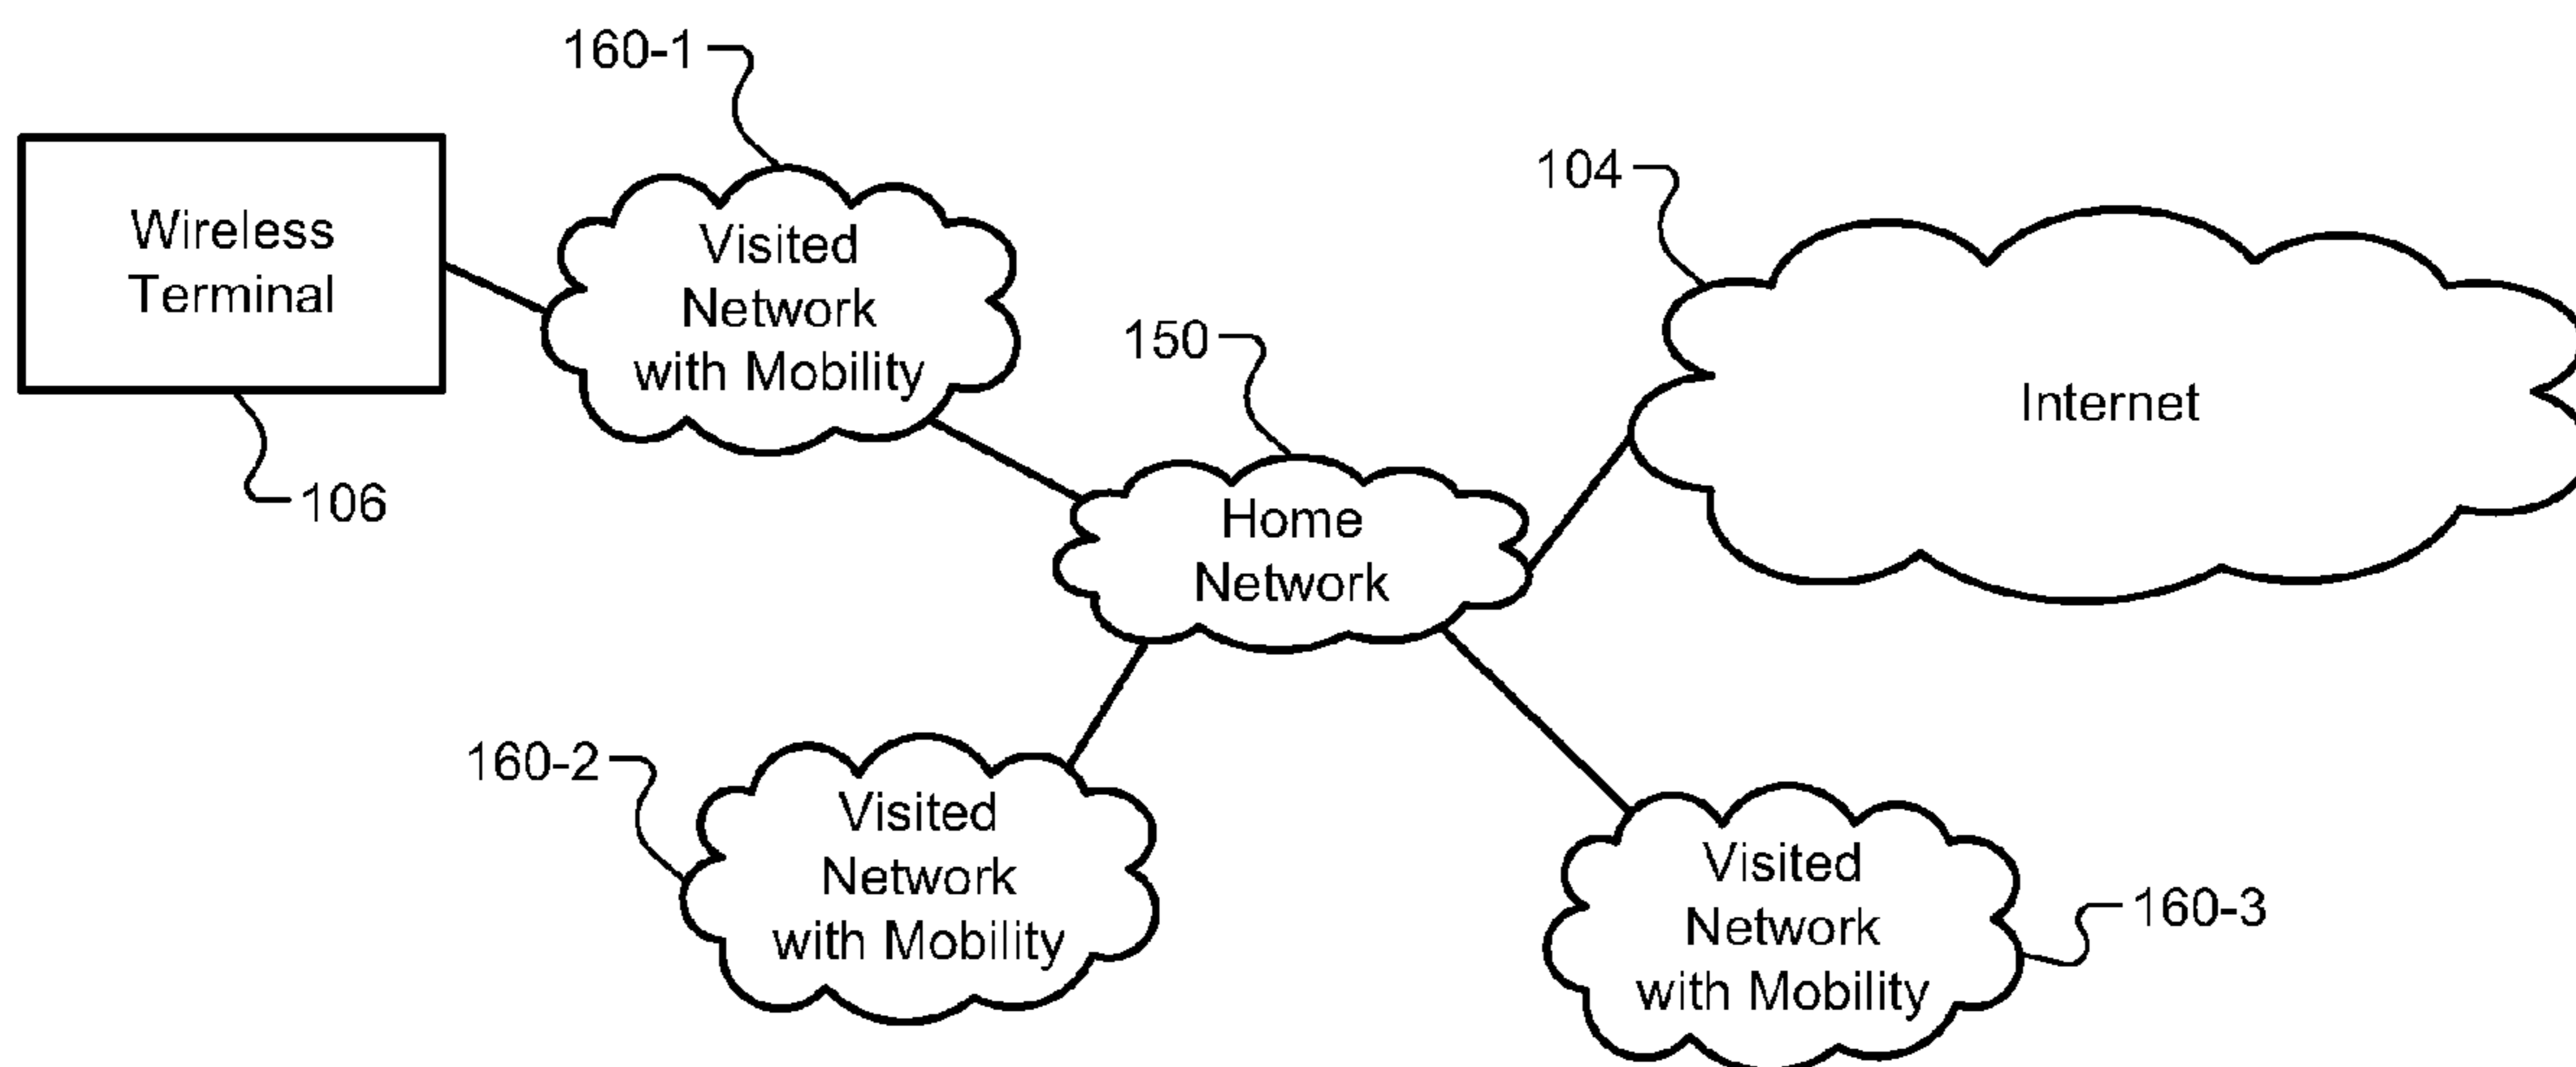 160-1
Wireless
Terminal
106
Visited
Network
with Mobility
104
Internet
150
Home
Network
160-2
Visited
Network
with Mobility
Visited
Network
with Mobility
160-3